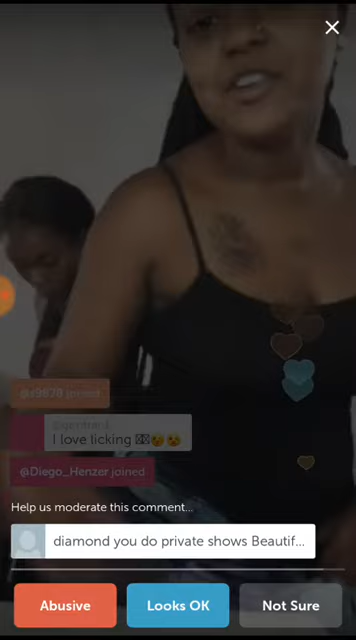 @r9878 joined
I love licking
@Diego_Henzer joined
Help us moderate this comment...
diamond you do private shows Beautif...
Abusive
Looks OK
Not Sure